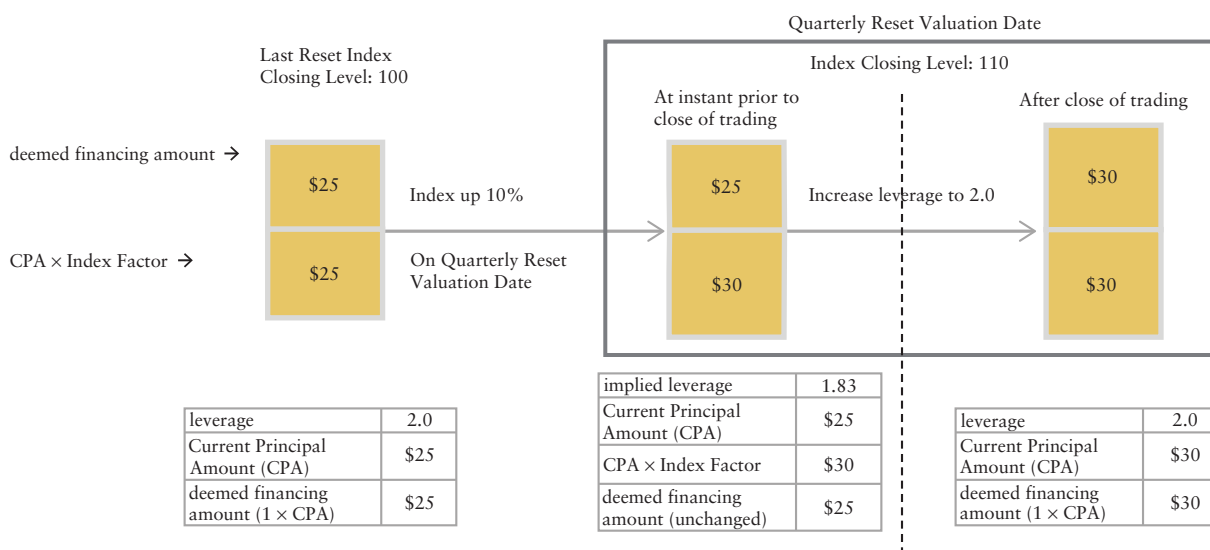 Quarterly Reset Valuation Date
Last Reset Index
Closing Level: 100
Index Closing Level: 110
At instant prior to
close of trading
After close of trading
deemed financing amount →
$25
Index up 10%
$25
Increase leverage to 2.0
$30
CPA × Index Factor →
$25
On Quarterly Reset
Valuation Date
$30
$30
leverage 2.0
Current Principal
Amount (CPA) $25
deemed financing
amount (1 × CPA) $25
implied leverage 1.83
Current Principal
Amount (CPA) $25
CPA × Index Factor $30
deemed financing
amount (unchanged) $25
leverage 2.0
Current Principal
Amount (CPA) $30
deemed financing
amount (1 × CPA) $30